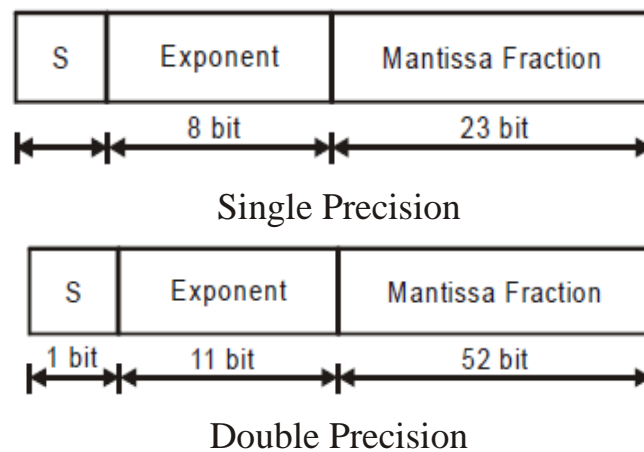 S Exponent Mantissa Fraction
8 bit 23 bit
Single Precision
S Exponent Mantissa Fraction
1 bit 11 bit 52 bit
Double Precision